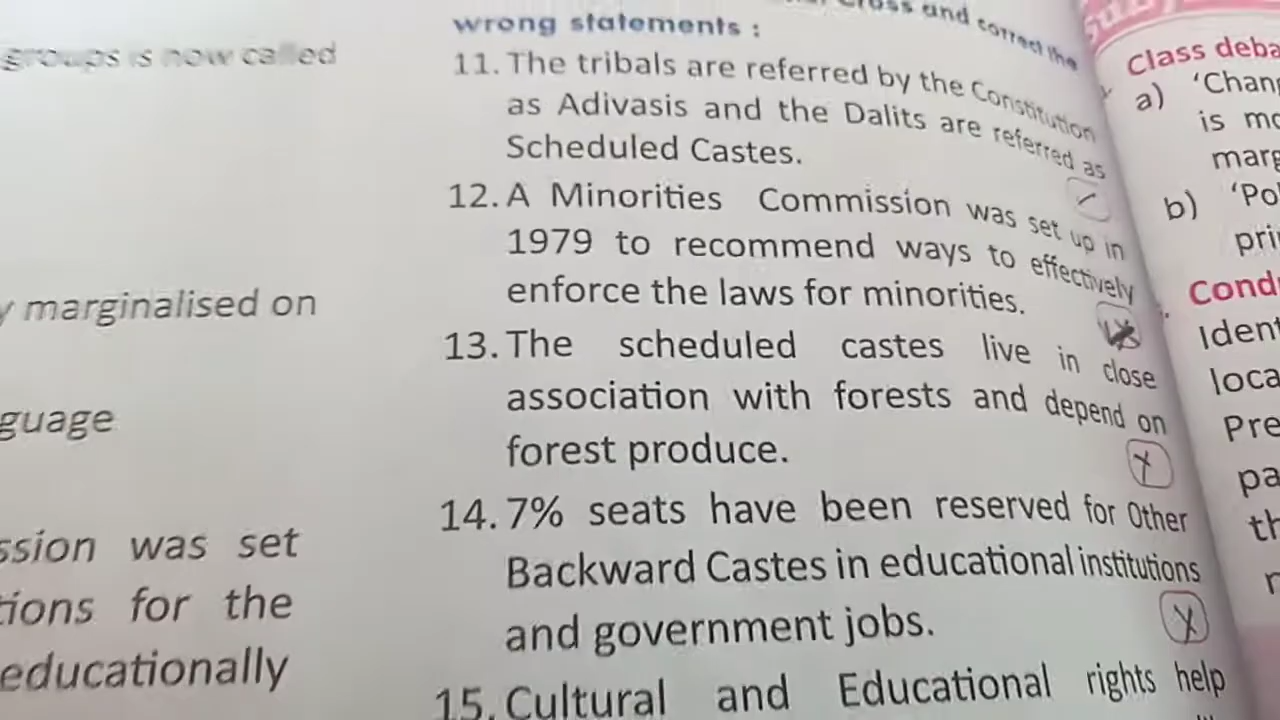 groups is now called
marginalised on
guage
ssion was set
tions for the
educationally
Cross and correct the
wrong statements :
11. The tribals are referred by the Constitution
as Adivasis and the Dalits are referred as
Scheduled Castes.
12. A Minorities Commission was set up in
1979 to recommend ways to effectively
enforce the laws for minorities.
13. The scheduled castes live in close
association with forests and depend on
forest produce.
14. 7% seats have been reserved for Other
Backward Castes in educational institutions
and government jobs.
15. Cultural and Educational rights help
Class deba
a) ‘Chan
is mo
marg
b) ‘Po
pri
Cond
Ident
loca
Pre
pa
th